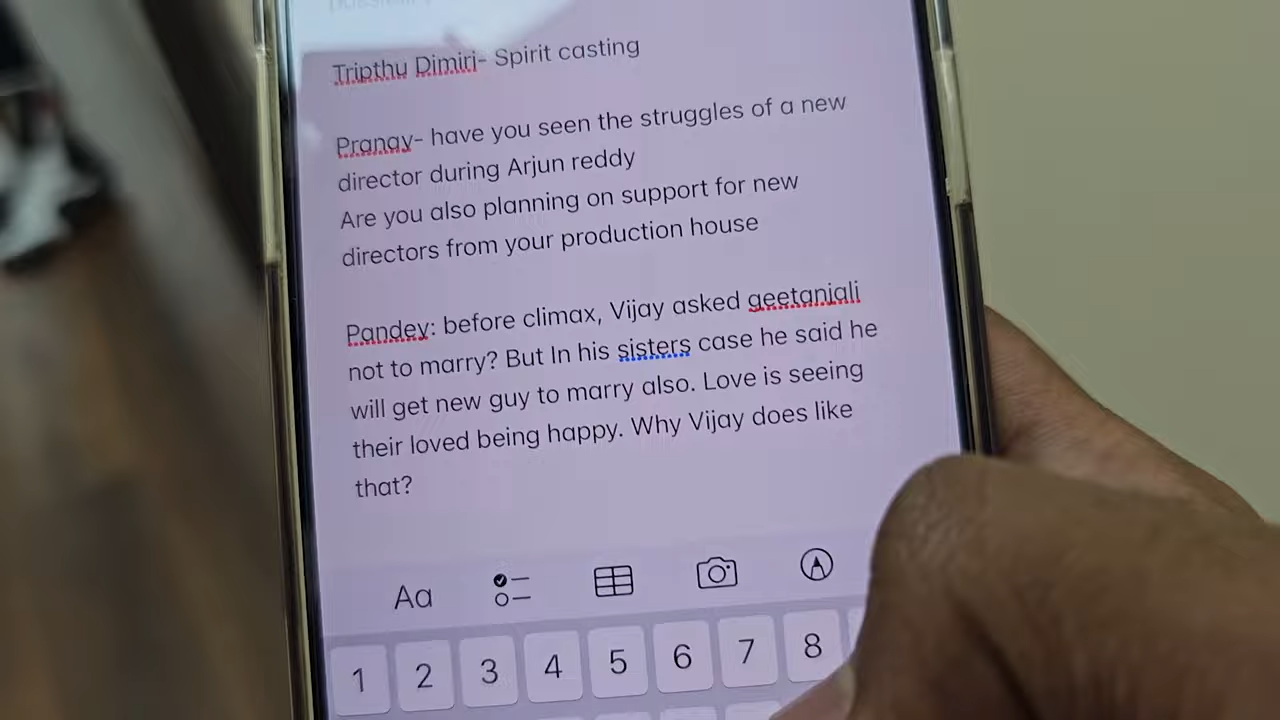 Tripthu Dimiri- Spirit casting
Pranay- have you seen the struggles of a new
director during Arjun reddy
Are you also planning on support for new
directors from your production house
Pandey: before climax, Vijay asked geetanjali
not to marry? But In his sisters case he said he
will get new guy to marry also. Love is seeing
their loved being happy. Why Vijay does like
that?
Aa
1 2 3 4 5 6 7 8